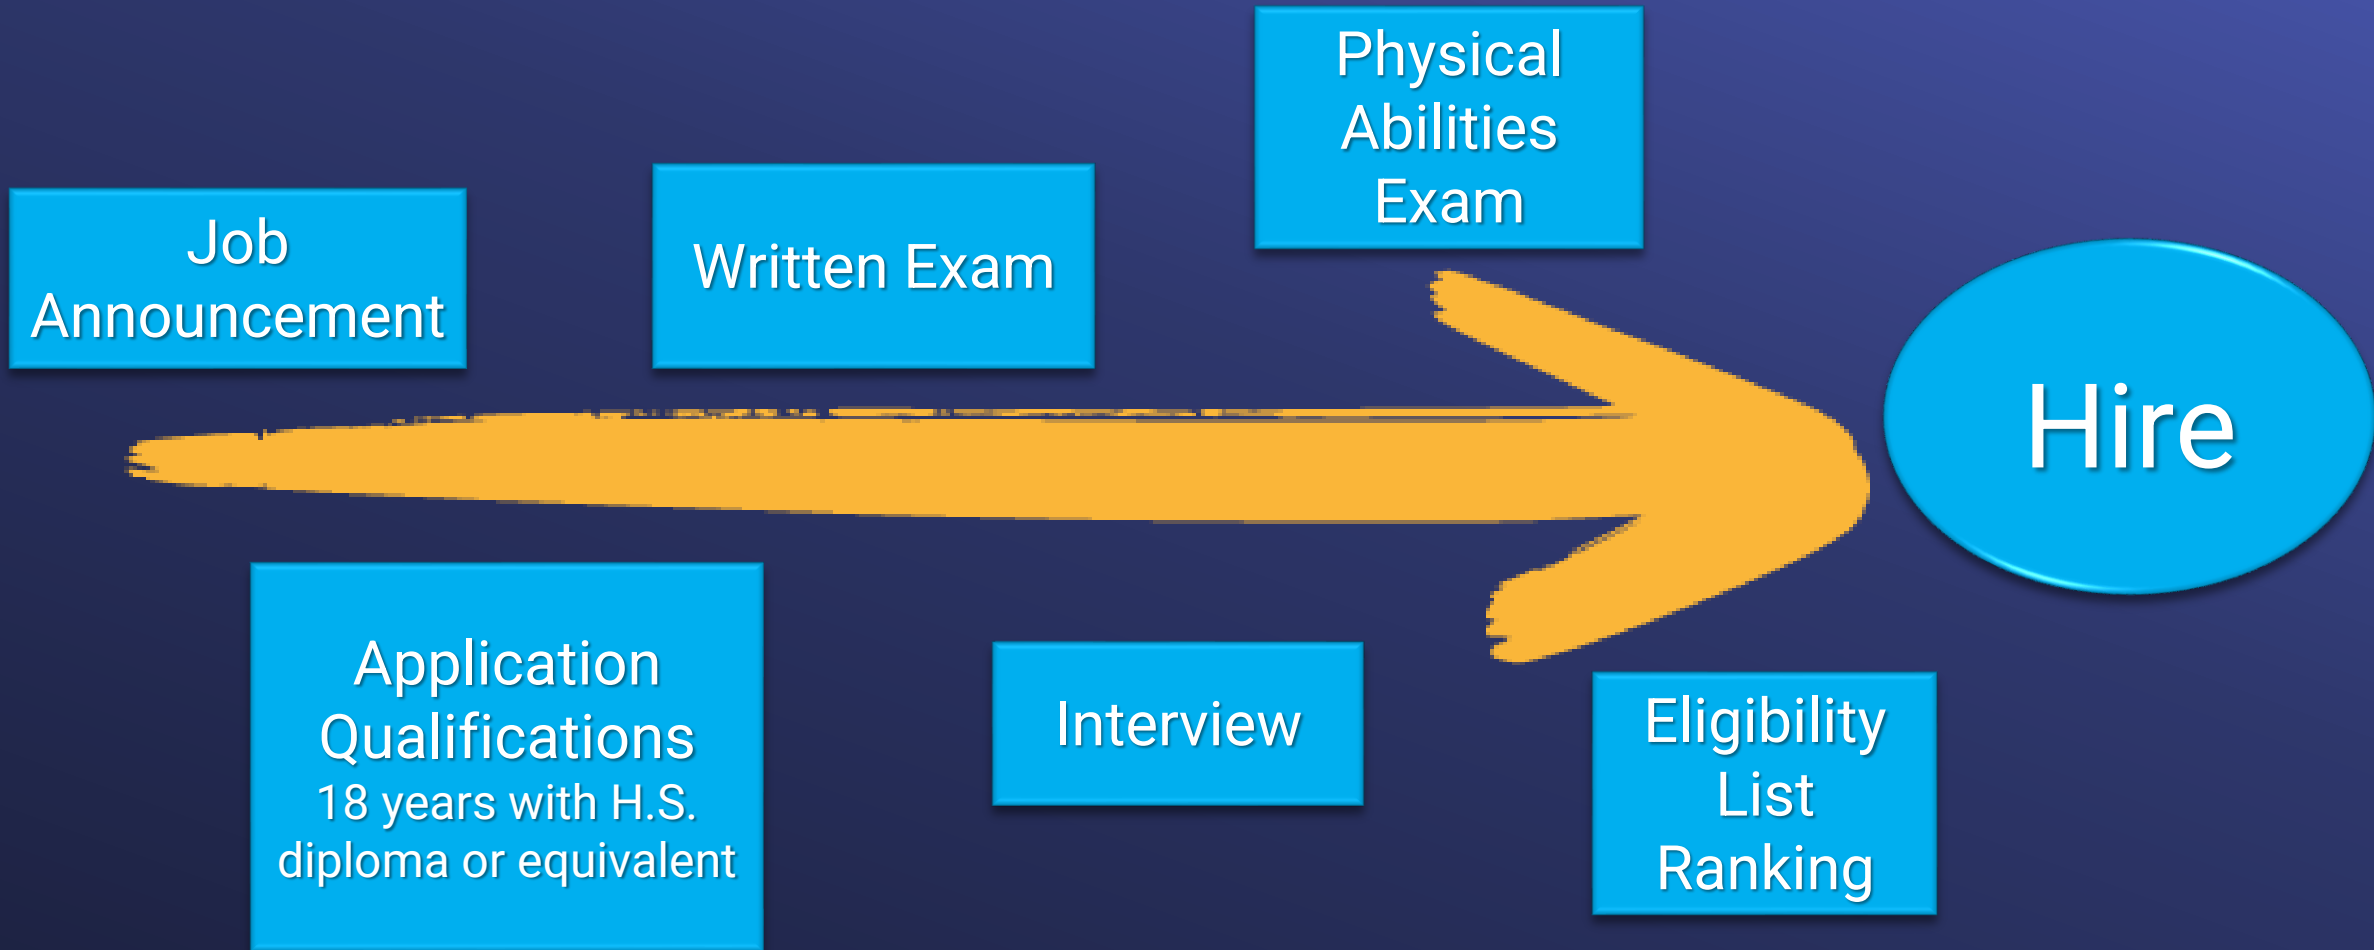 Job
Announcement
Application
Qualifications
18 years with H.S.
diploma or equivalent
Written Exam
Interview
Physical
Abilities
Exam
Eligibility
List
Ranking
Hire